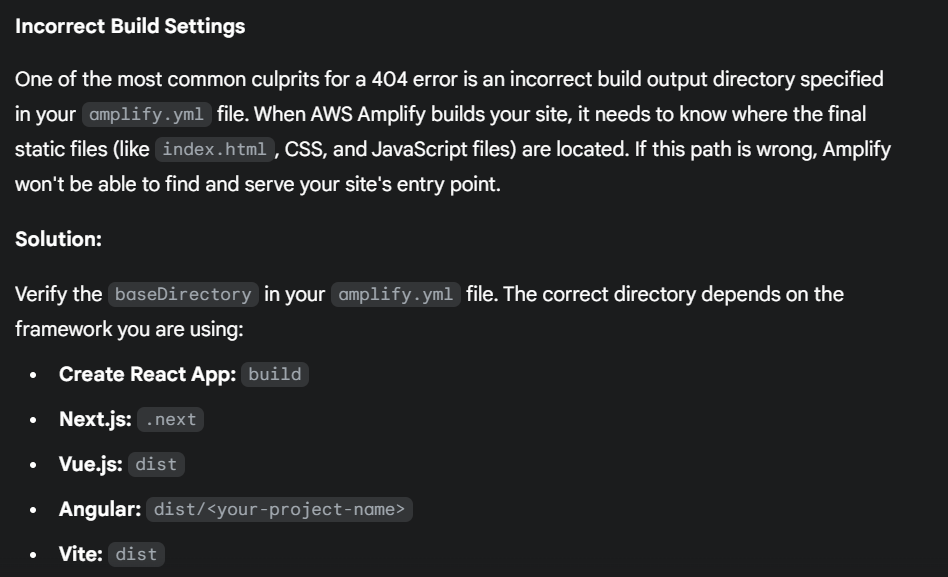 Incorrect Build Settings
One of the most common culprits for a 404 error is an incorrect build output directory specified
in your amplify.yml file. When AWS Amplify builds your site, it needs to know where the final
static files (like index.html, CSS, and JavaScript files) are located. If this path is wrong, Amplify
won't be able to find and serve your site's entry point.
Solution:
Verify the baseDirectory in your amplify.yml file. The correct directory depends on the
framework you are using:
• Create React App: build
• Next.js: .next
• Vue.js: dist
• Angular: dist/<your-project-name>
• Vite: dist